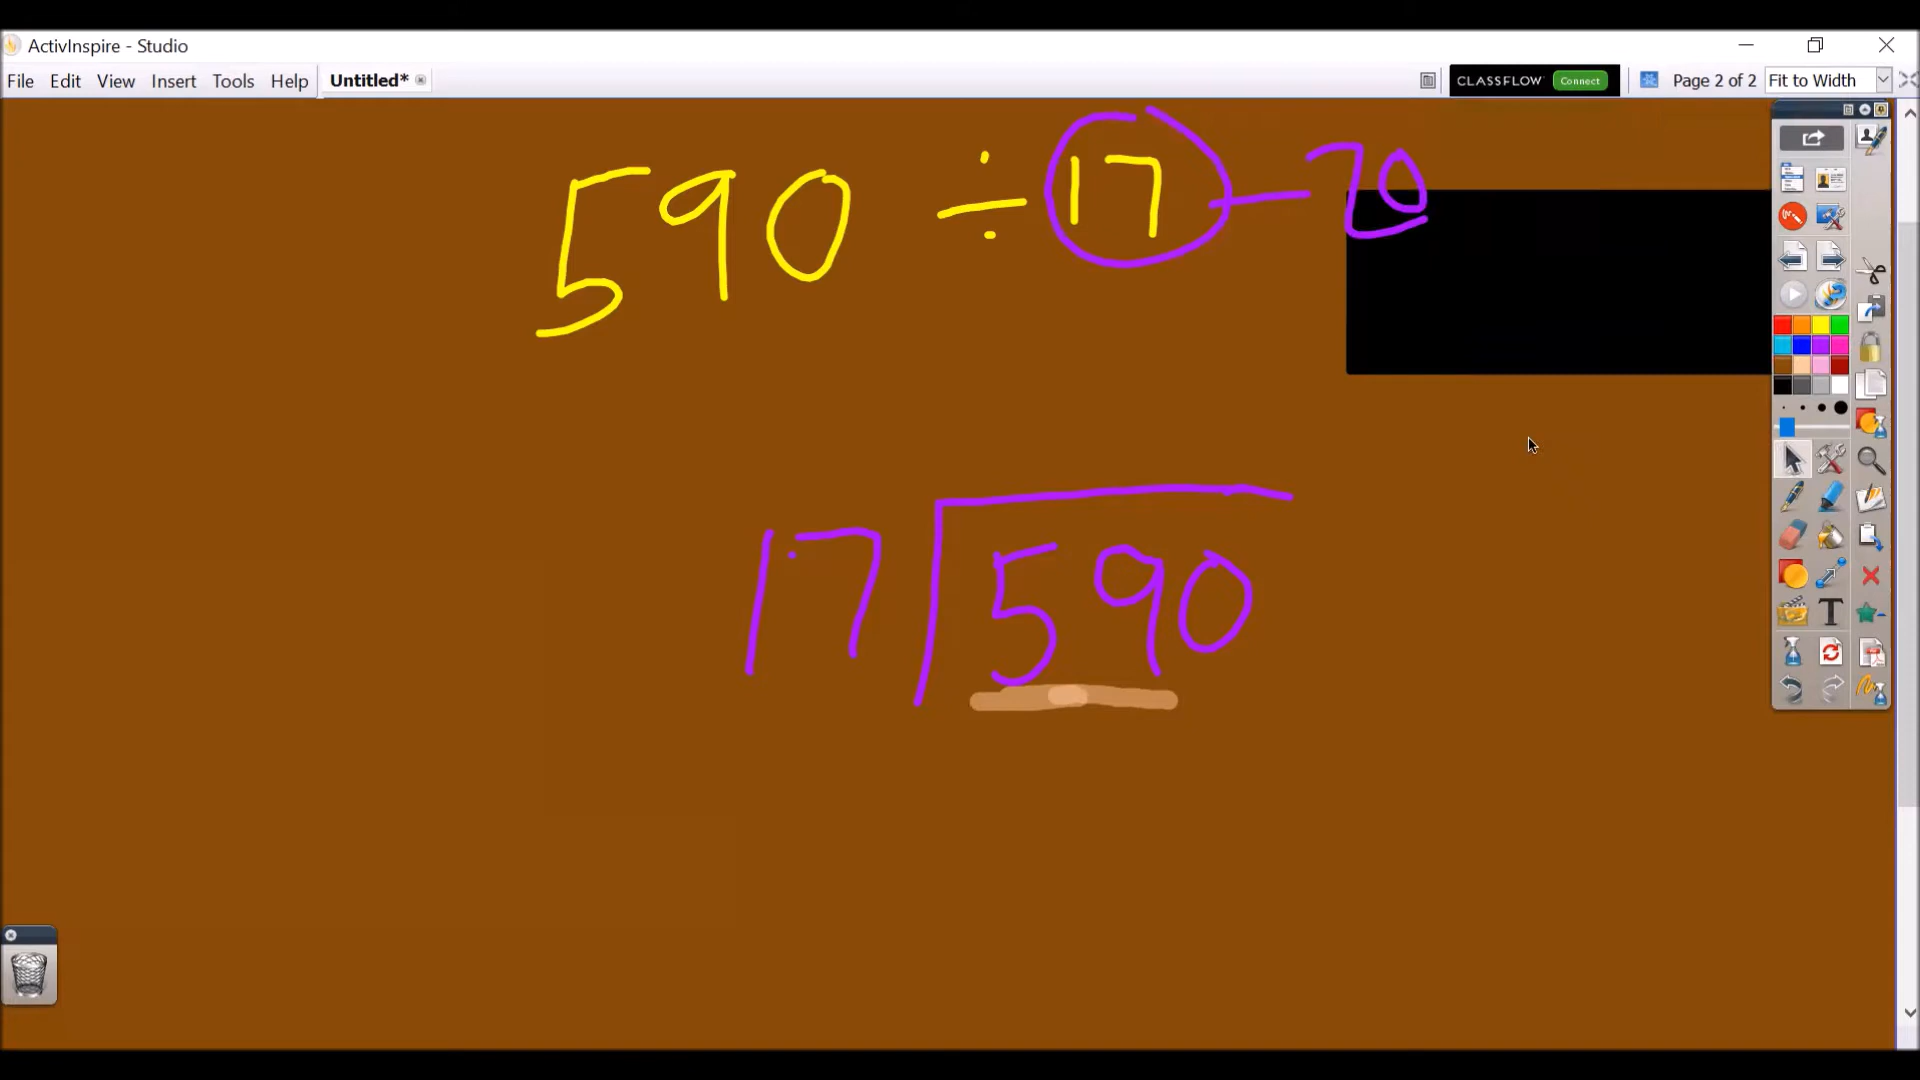 ActivInspire - Studio
File Edit View Insert Tools Help Untitled* CLASSFLOW Connect Page 2 of 2 Fit to Width
590 ÷ 17 — 20
17 590